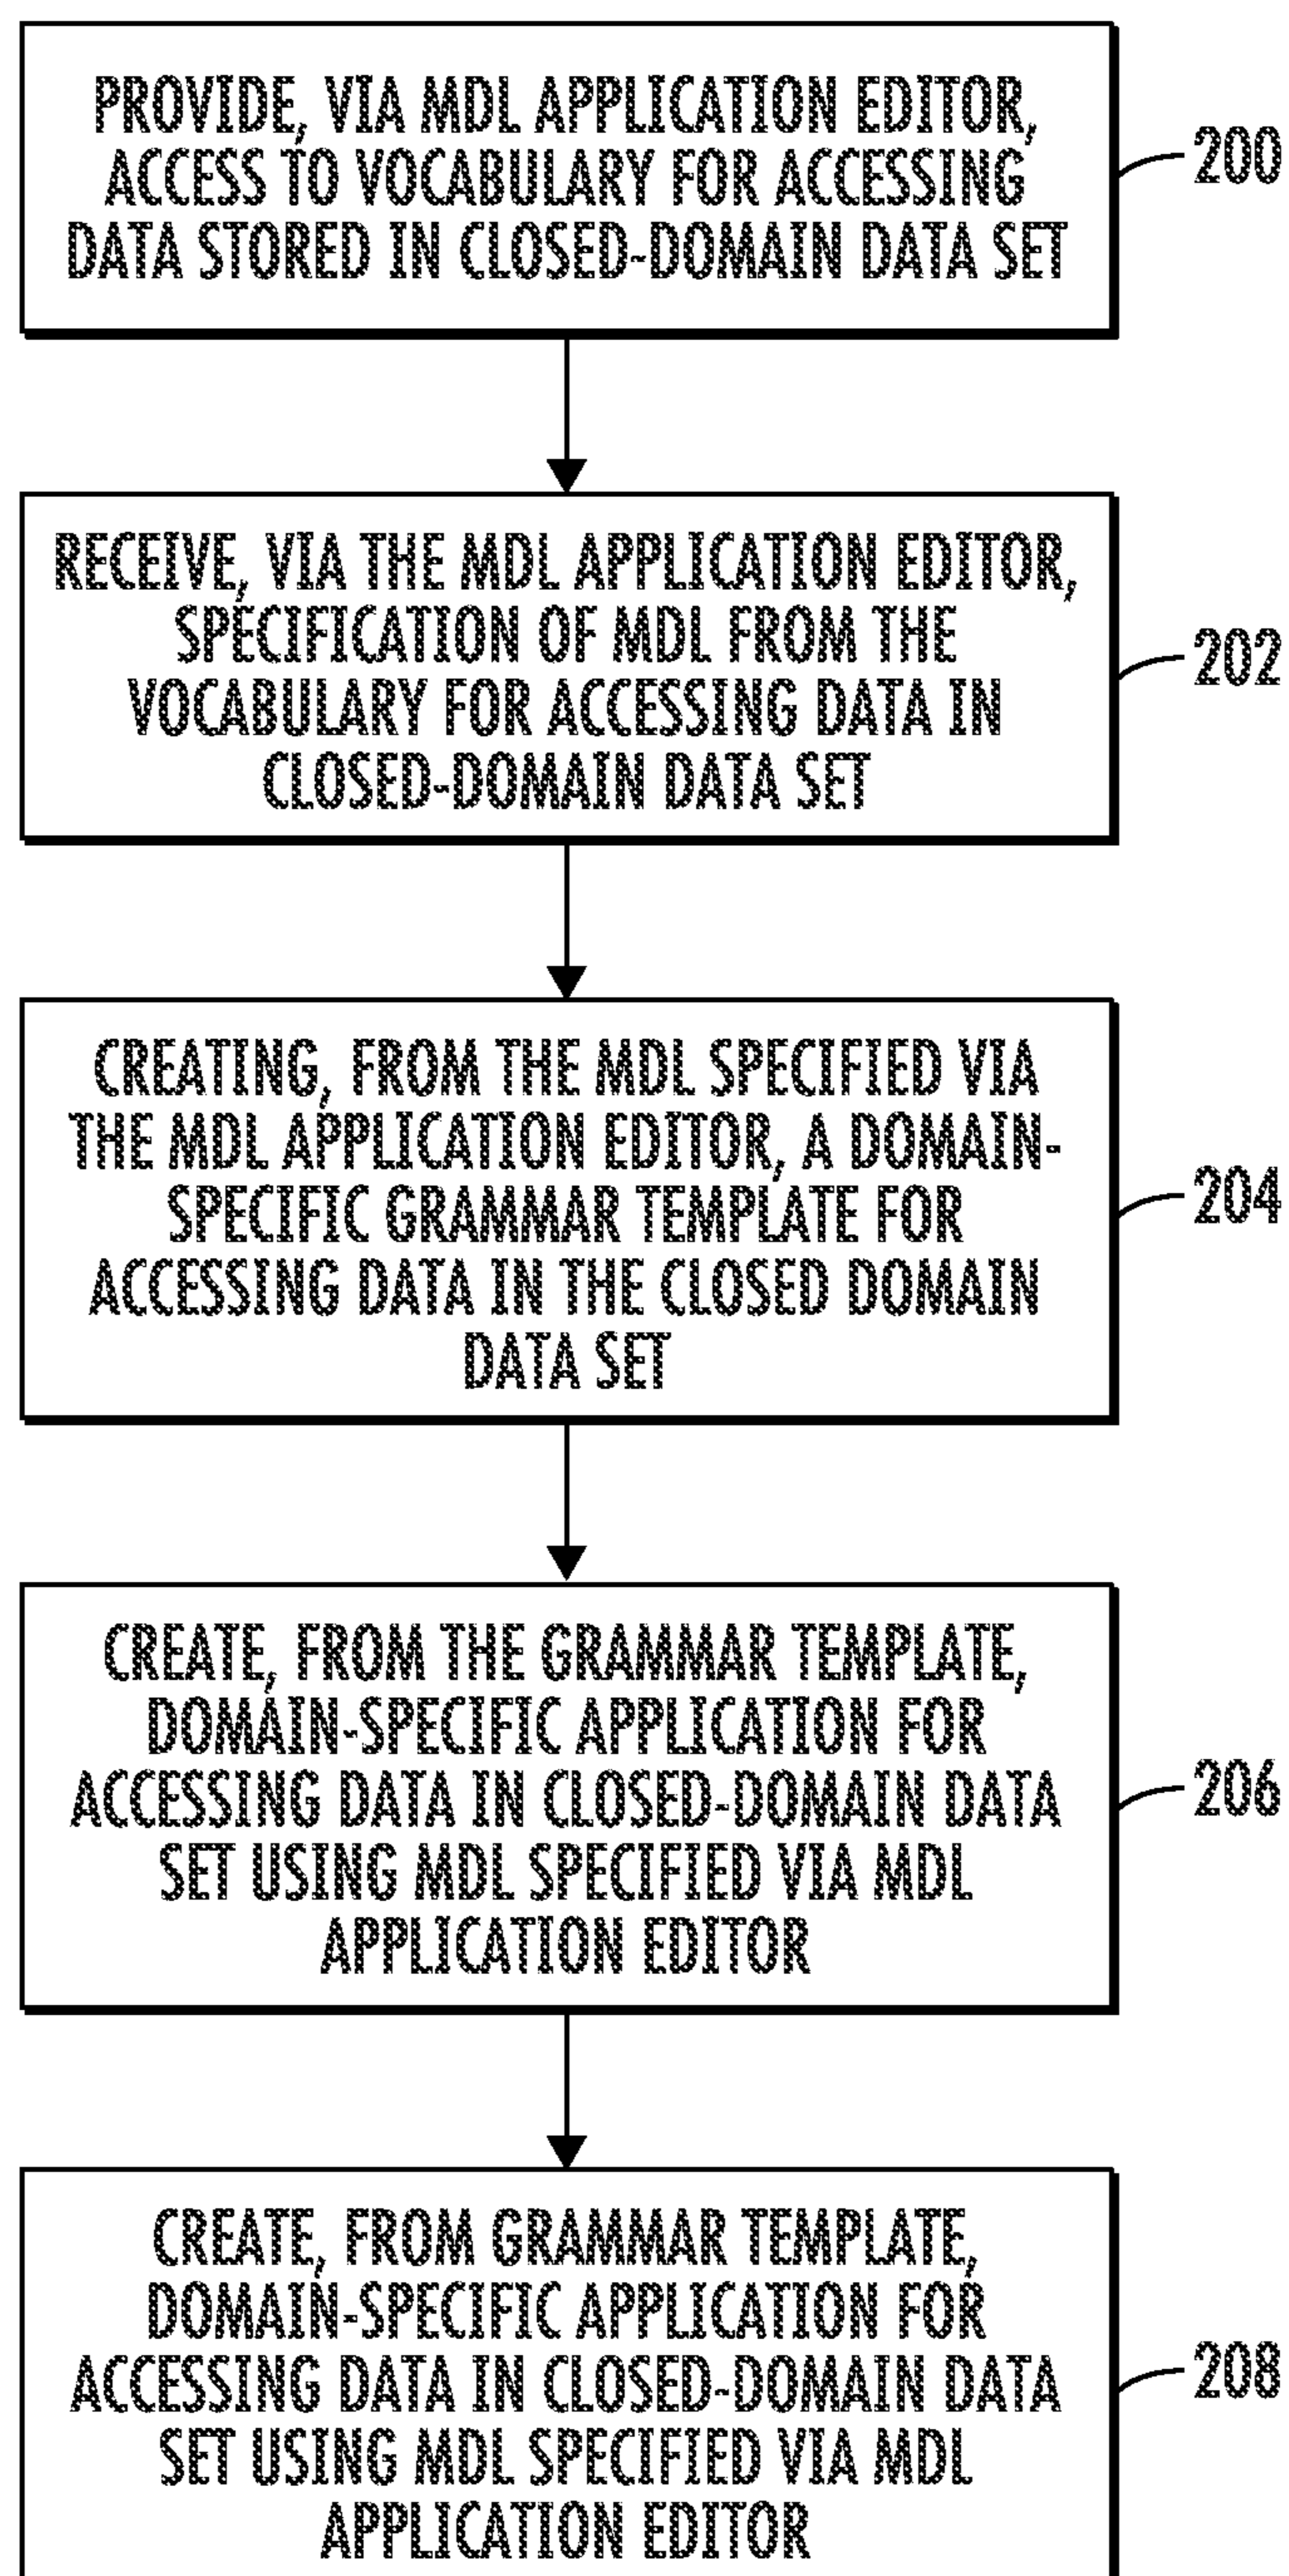 PROVIDE, VIA MDL APPLICATION EDITOR,
ACCESS TO VOCABULARY FOR ACCESSING
DATA STORED IN CLOSED-DOMAIN DATA SET
200
RECEIVE, VIA THE MDL APPLICATION EDITOR,
SPECIFICATION OF MDL FROM THE
VOCABULARY FOR ACCESSING DATA IN
CLOSED-DOMAIN DATA SET
202
CREATING, FROM THE MDL SPECIFIED VIA
THE MDL APPLICATION EDITOR, A DOMAIN-
SPECIFIC GRAMMAR TEMPLATE FOR
ACCESSING DATA IN THE CLOSED DOMAIN
DATA SET
204
CREATE, FROM THE GRAMMAR TEMPLATE,
DOMAIN-SPECIFIC APPLICATION FOR
ACCESSING DATA IN CLOSED-DOMAIN DATA
SET USING MDL SPECIFIED VIA MDL
APPLICATION EDITOR
206
CREATE, FROM GRAMMAR TEMPLATE,
DOMAIN-SPECIFIC APPLICATION FOR
ACCESSING DATA IN CLOSED-DOMAIN DATA
SET USING MDL SPECIFIED VIA MDL
APPLICATION EDITOR
208